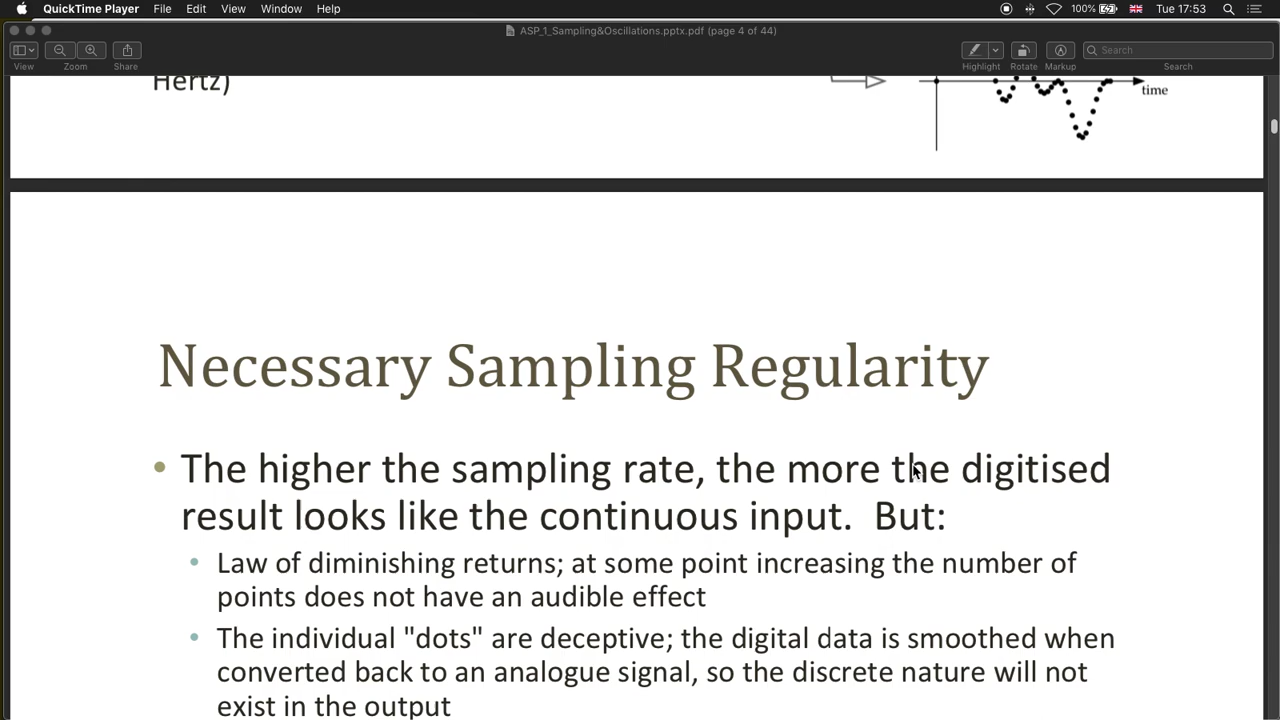 QuickTime Player File Edit View Window Help 100% Tue 17:53
ASP_1_Sampling&Oscillations.pptx.pdf (page 4 of 44)
Search
View Zoom Share Highlight Rotate Markup Search
Hertz)
time
Necessary Sampling Regularity
• The higher the sampling rate, the more the digitised
result looks like the continuous input. But:
• Law of diminishing returns; at some point increasing the number of
points does not have an audible effect
• The individual "dots" are deceptive; the digital data is smoothed when
converted back to an analogue signal, so the discrete nature will not
exist in the output